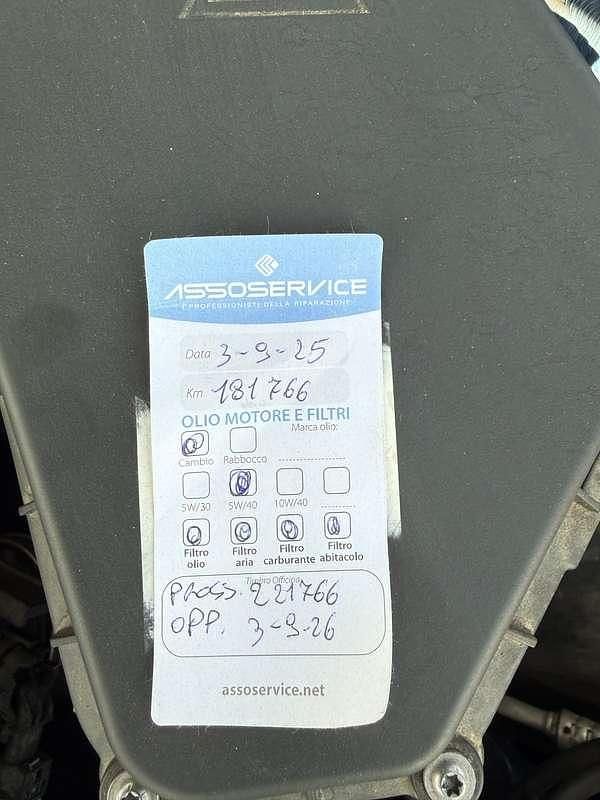 ASSOSERVICE
I PROFESSIONISTI DELLA RIPARAZIONE
Data 3-9-25
Km 181766
OLIO MOTORE E FILTRI
Marca olio:
Cambio Rabbocco
5W/30 5W/40 10W/40
Filtro olio Filtro aria Filtro carburante Filtro abitacolo
Timbro Officina
PROSS. 221766
OPP. 3-9-26
assoservice.net